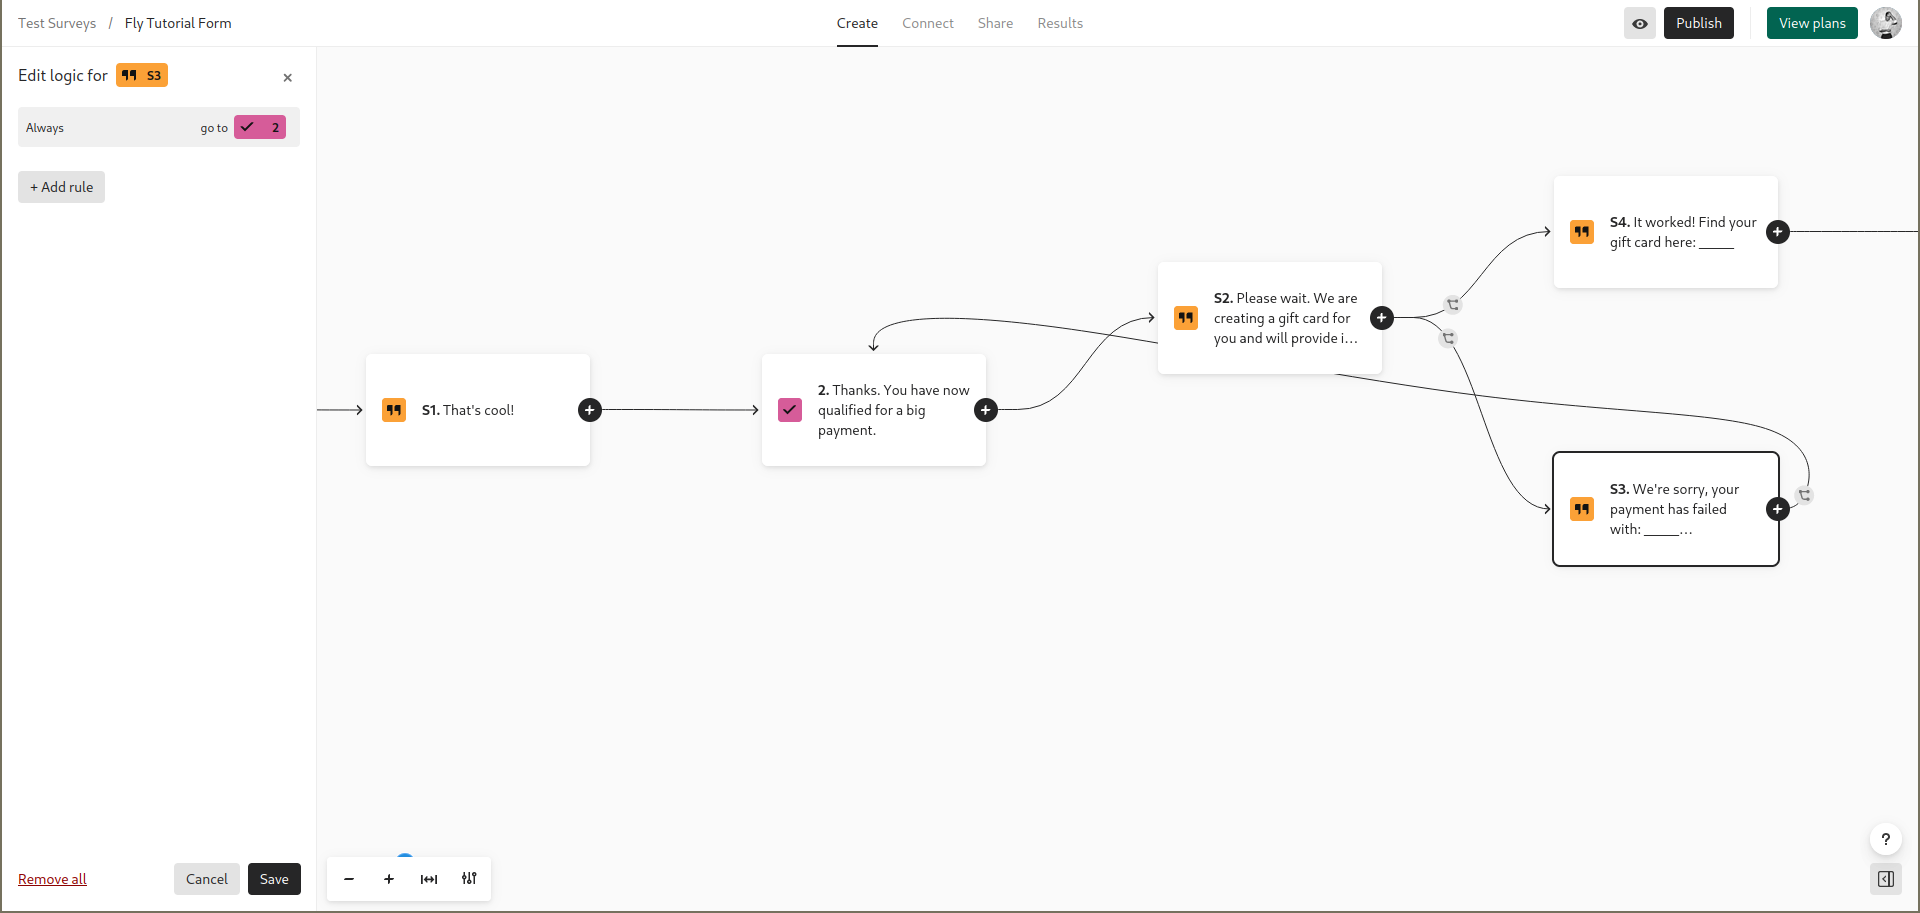 Test Surveys / Fly Tutorial Form
Create Connect Share Results
Publish
View plans
Edit logic for S3 ×
Always go to 2
+ Add rule
Remove all Cancel Save
S1. That's cool!
2. Thanks. You have now
qualified for a big
payment.
S2. Please wait. We are
creating a gift card for
you and will provide i...
S4. It worked! Find your
gift card here: _____
S3. We're sorry, your
payment has failed
with: _____...
?